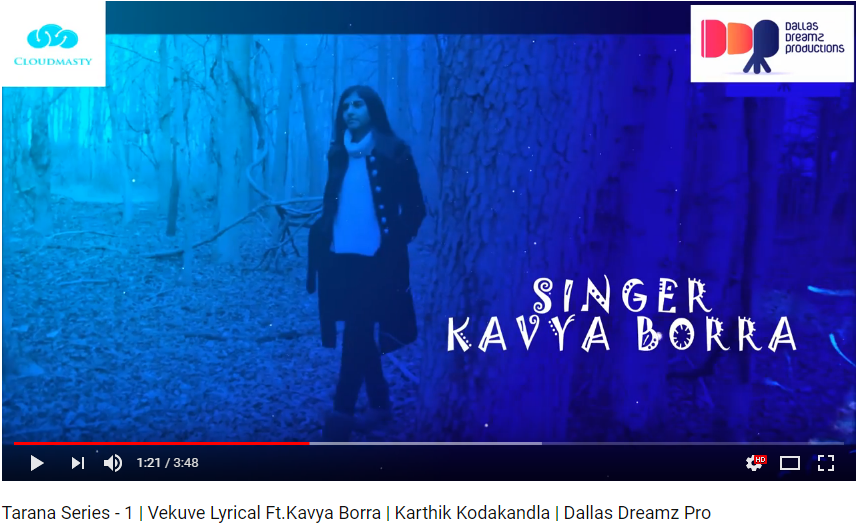 CLOUDMASTY
DALLAS
DREAMZ
PRODUCTIONS
SINGER
KAVYA BORRA
1:21 / 3:48
HD
Tarana Series - 1 | Vekuve Lyrical Ft.Kavya Borra | Karthik Kodakandla | Dallas Dreamz Pro